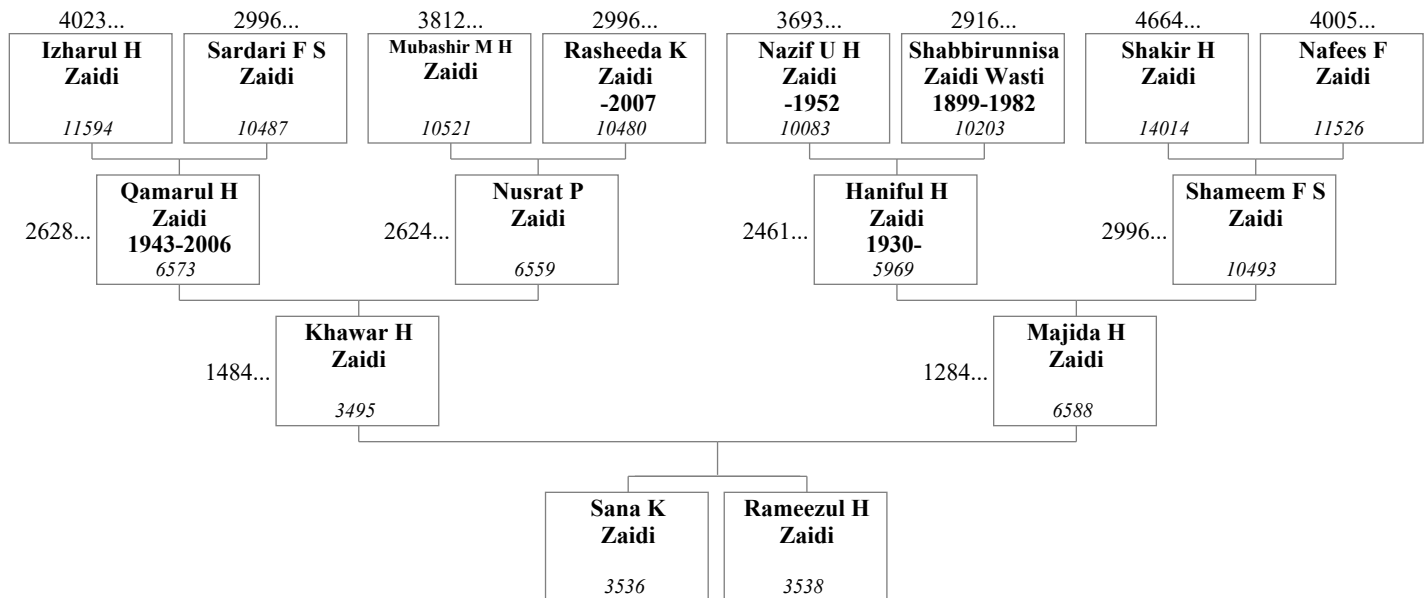 4023... 2996... 3812... 2996... 3693... 2916... 4664... 4005...
Izharul H
Zaidi
11594
Sardari F S
Zaidi
10487
Mubashir M H
Zaidi
10521
Rasheeda K
Zaidi
-2007
10480
Nazif U H
Zaidi
-1952
10083
Shabbirunnisa
Zaidi Wasti
1899-1982
10203
Shakir H
Zaidi
14014
Nafees F
Zaidi
11526
2628...
Qamarul H
Zaidi
1943-2006
6573
2624...
Nusrat P
Zaidi
6559
2461...
Haniful H
Zaidi
1930-
5969
2996...
Shameem F S
Zaidi
10493
1484...
Khawar H
Zaidi
3495
1284...
Majida H
Zaidi
6588
Sana K
Zaidi
3536
Rameezul H
Zaidi
3538